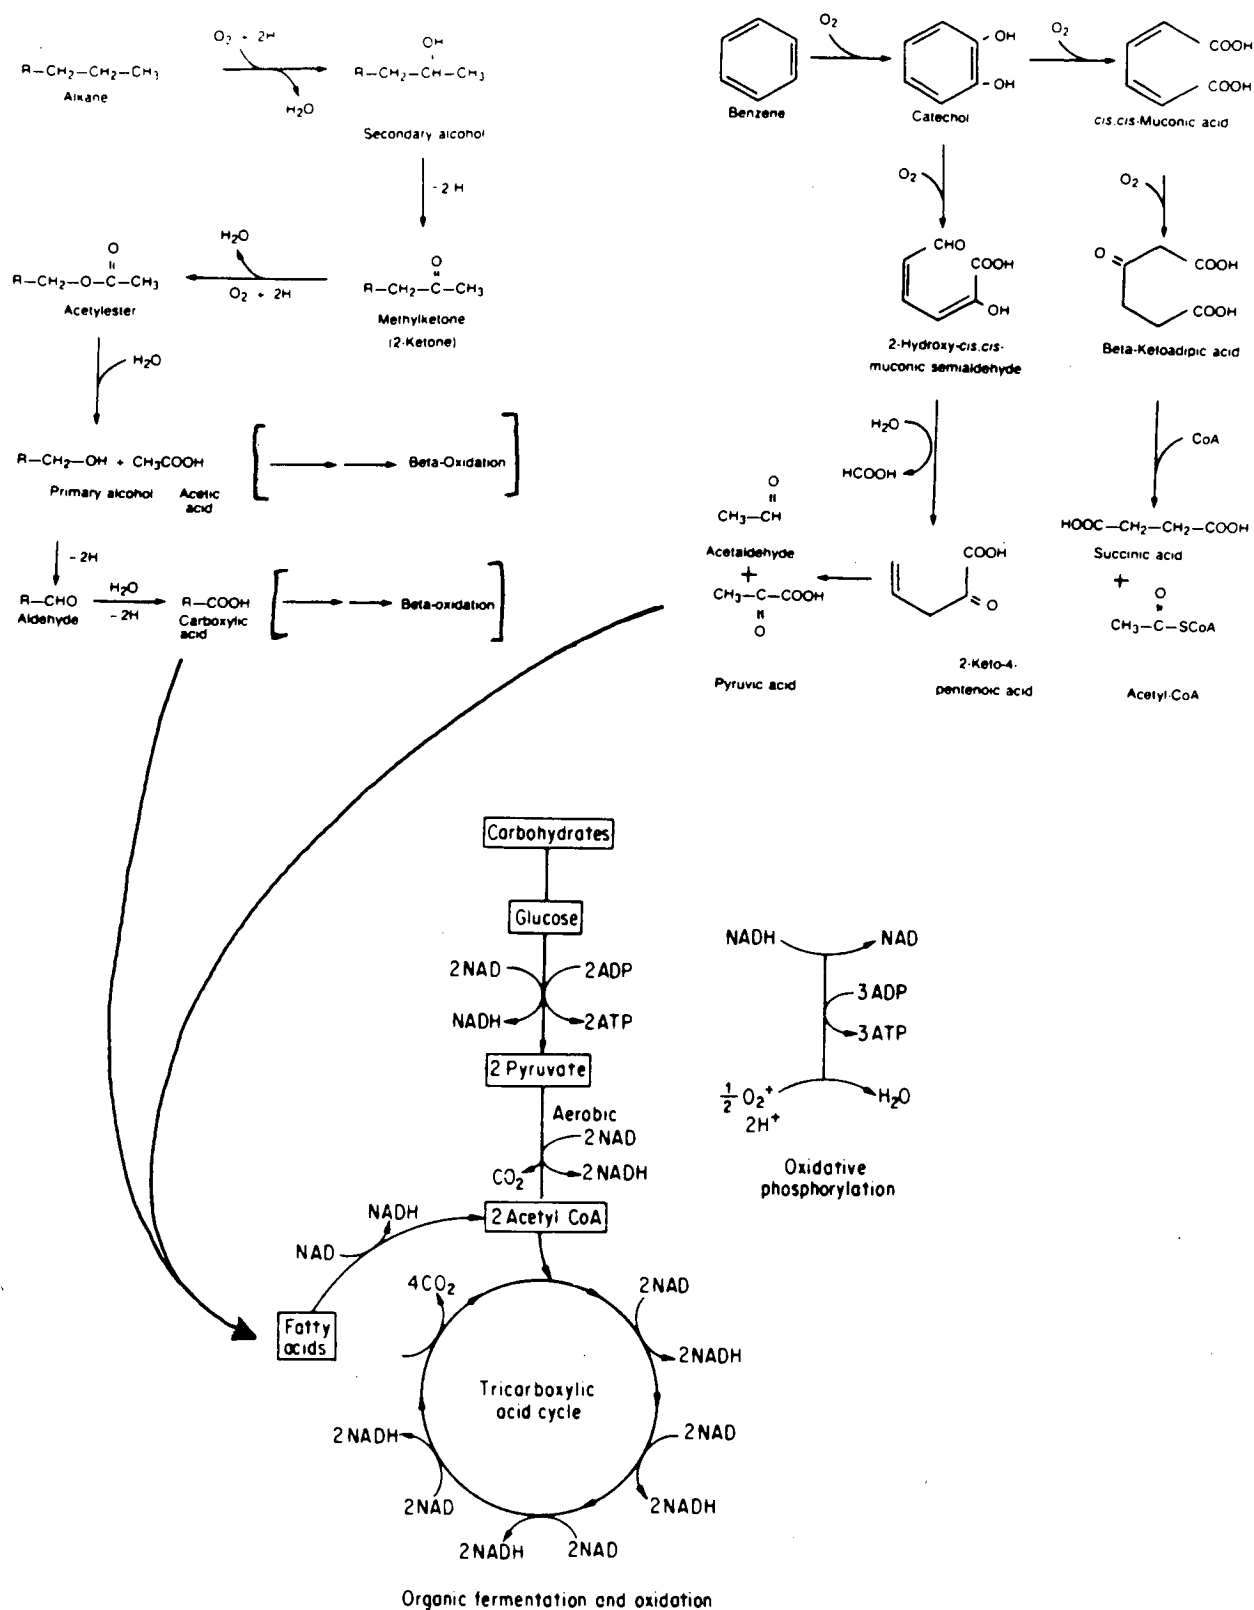 O2 + 2H
OH
R–CH2–CH2–CH3
R–CH2–CH–CH3
Alkane
H2O
Secondary alcohol
- 2 H
H2O
O
R–CH2–O–C–CH3
O2 + 2H
O
R–CH2–C–CH3
Acetylester
Methylketone
(2-Ketone)
H2O
R–CH2–OH + CH3COOH
Beta-Oxidation
Primary alcohol
Acetic
acid
- 2H
R–CHO
H2O
- 2H
R–COOH
Beta-oxidation
Aldehyde
Carboxylic
acid
O2
OH
OH
O2
COOH
COOH
Benzene
Catechol
cis,cis-Muconic acid
O2
O2
CHO
COOH
OH
O
COOH
COOH
2-Hydroxy-cis,cis-
muconic semialdehyde
Beta-Ketoadipic acid
H2O
HCOOH
CoA
O
CH3–CH
Acetaldehyde
+
CH3–C–COOH
O
Pyruvic acid
COOH
O
2-Keto-4-
pentenoic acid
HOOC–CH2–CH2–COOH
Succinic acid
+
O
CH3–C–SCoA
Acetyl-CoA
Carbohydrates
Glucose
2NAD
2ADP
NADH
2ATP
2 Pyruvate
Aerobic
2NAD
CO2
2NADH
2 Acetyl CoA
NADH
NAD
Fatty
acids
4CO2
2NAD
2NADH
Tricarboxylic
acid cycle
2NADH
2NAD
2NAD
2NADH
2NADH
2NAD
NADH
NAD
3ADP
3ATP
1/2 O2+
2H+
H2O
Oxidative
phosphorylation
Organic fermentation and oxidation